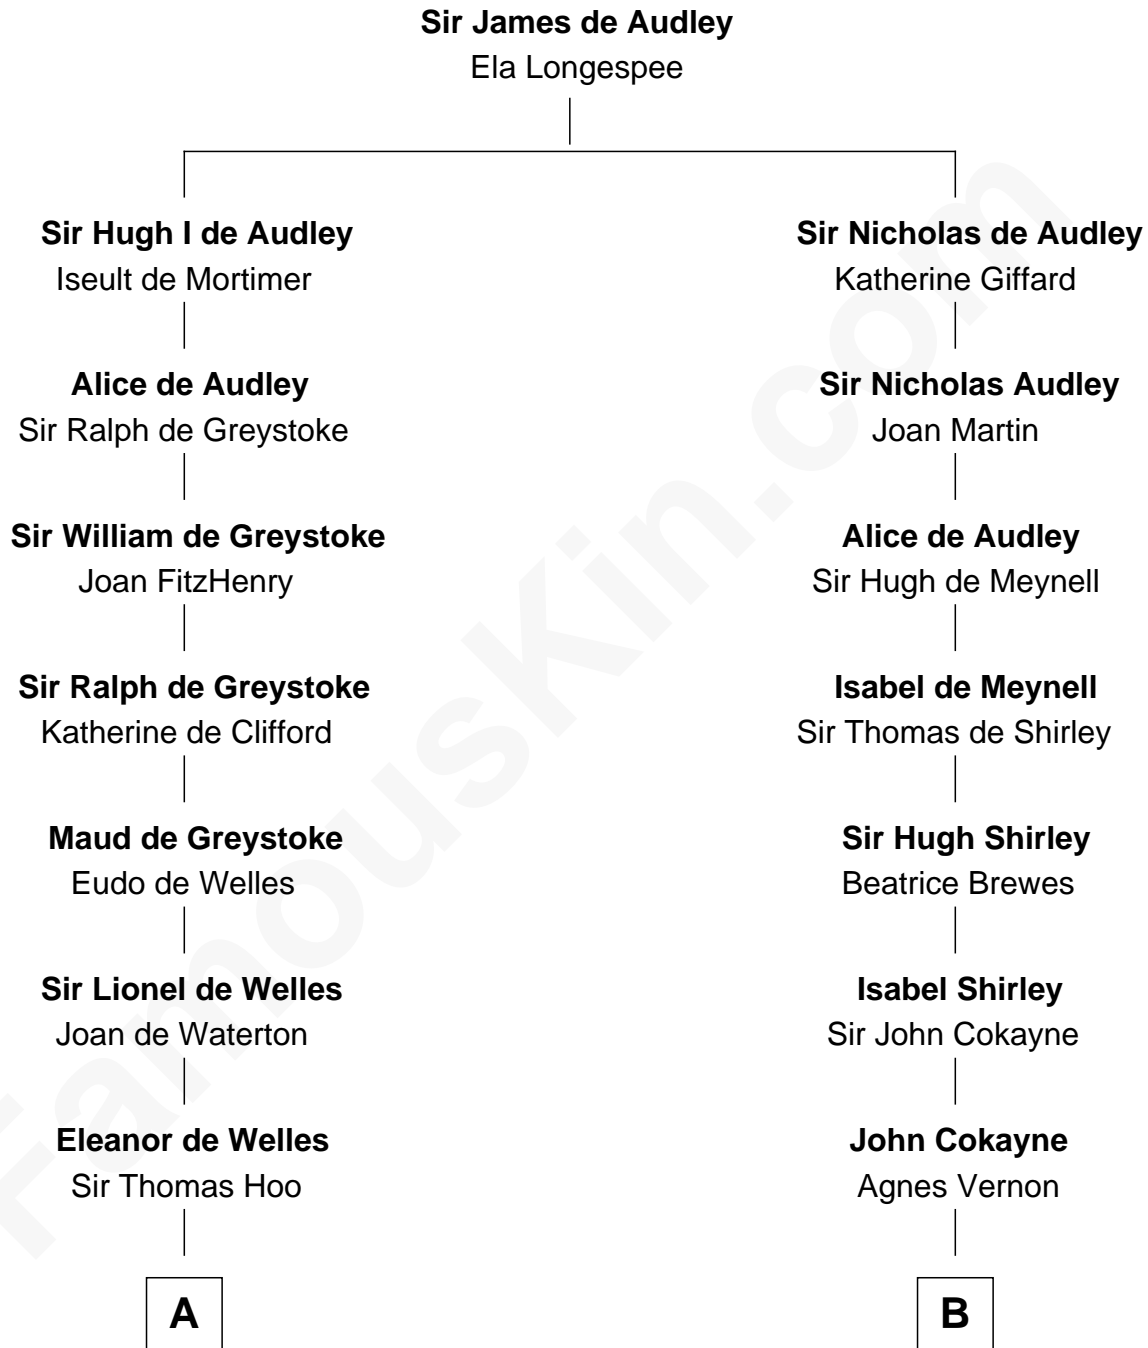 Sir James de Audley
Ela Longespee
Sir Hugh I de Audley
Iseult de Mortimer
Sir Nicholas de Audley
Katherine Giffard
Alice de Audley
Sir Ralph de Greystoke
Sir Nicholas Audley
Joan Martin
Sir William de Greystoke
Joan FitzHenry
Alice de Audley
Sir Hugh de Meynell
Sir Ralph de Greystoke
Katherine de Clifford
Isabel de Meynell
Sir Thomas de Shirley
Maud de Greystoke
Eudo de Welles
Sir Hugh Shirley
Beatrice Brewes
Sir Lionel de Welles
Joan de Waterton
Isabel Shirley
Sir John Cokayne
Eleanor de Welles
Sir Thomas Hoo
John Cokayne
Agnes Vernon
A
B
FamousKin.com